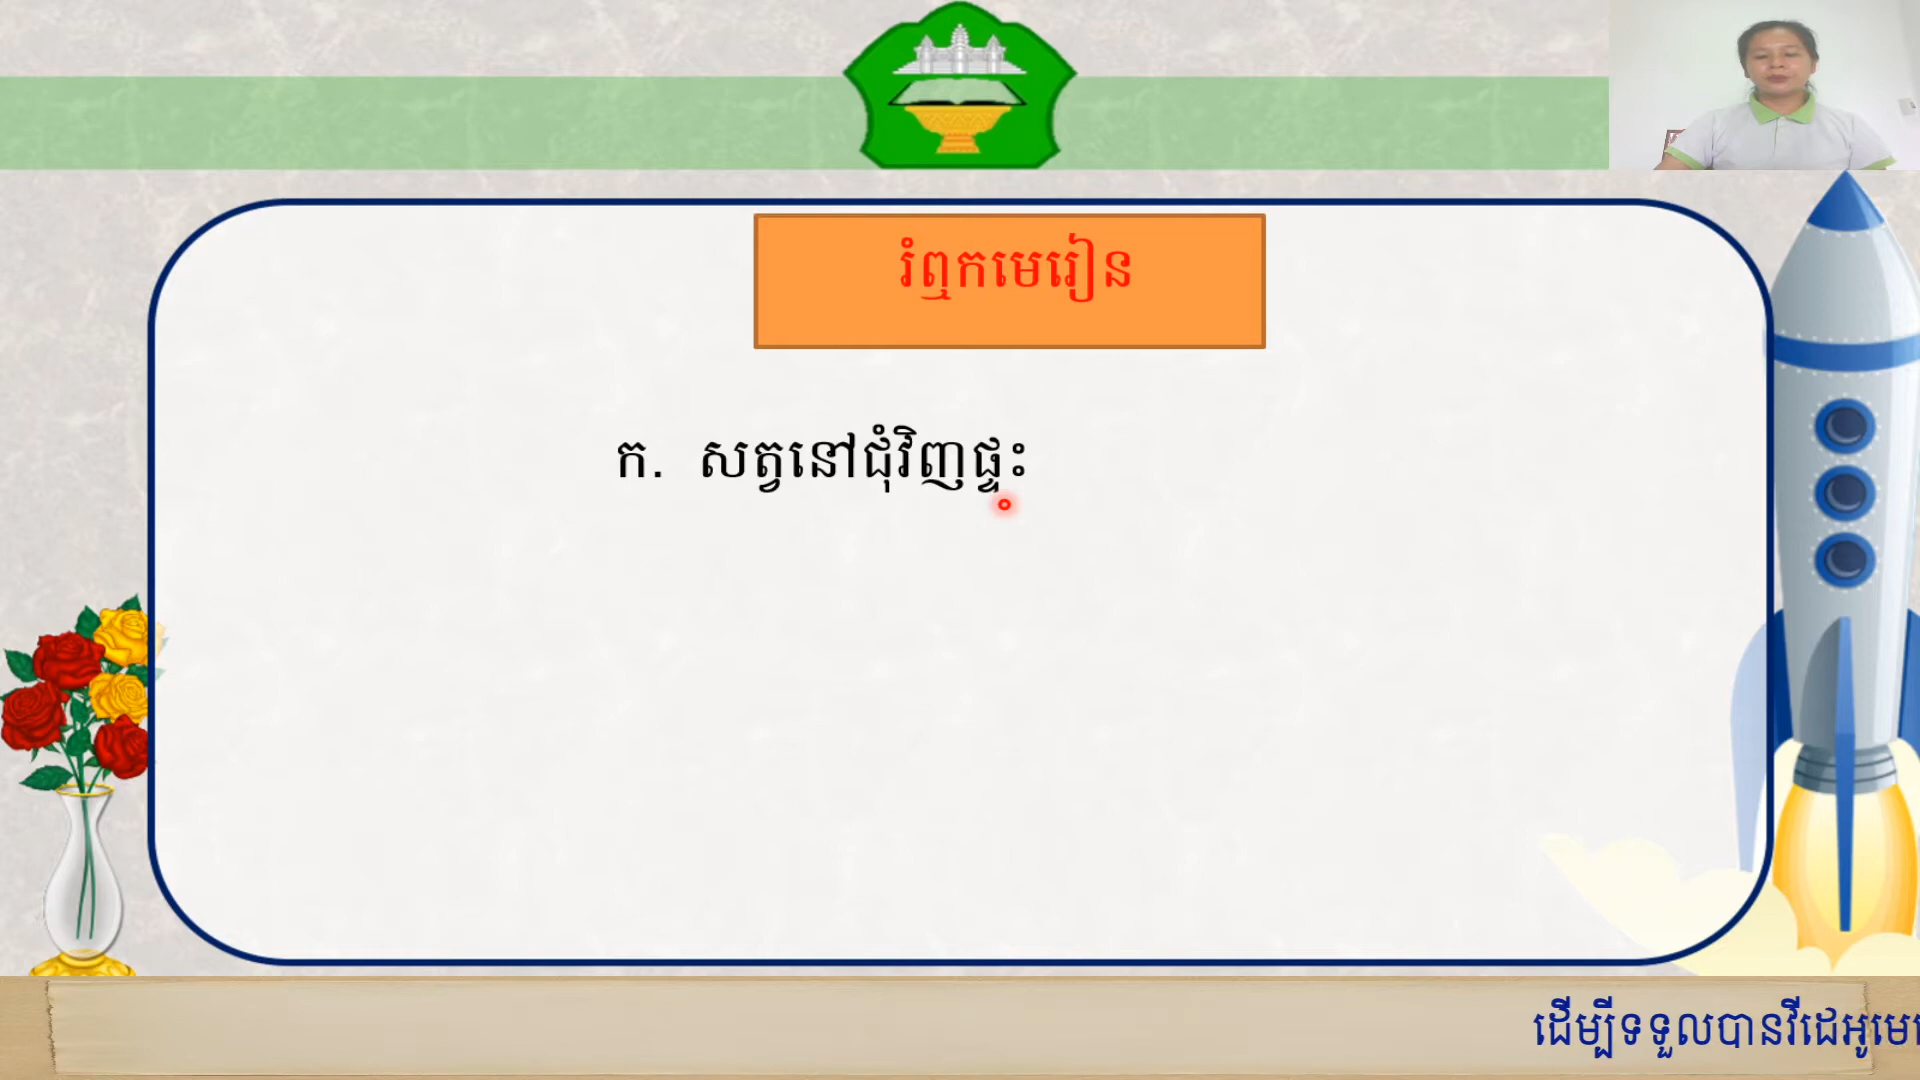 រំឭកមេរៀន
ក. សត្វនៅជុំវិញផ្ទះ
ដើម្បីទទួលបានវីដេអូមេ